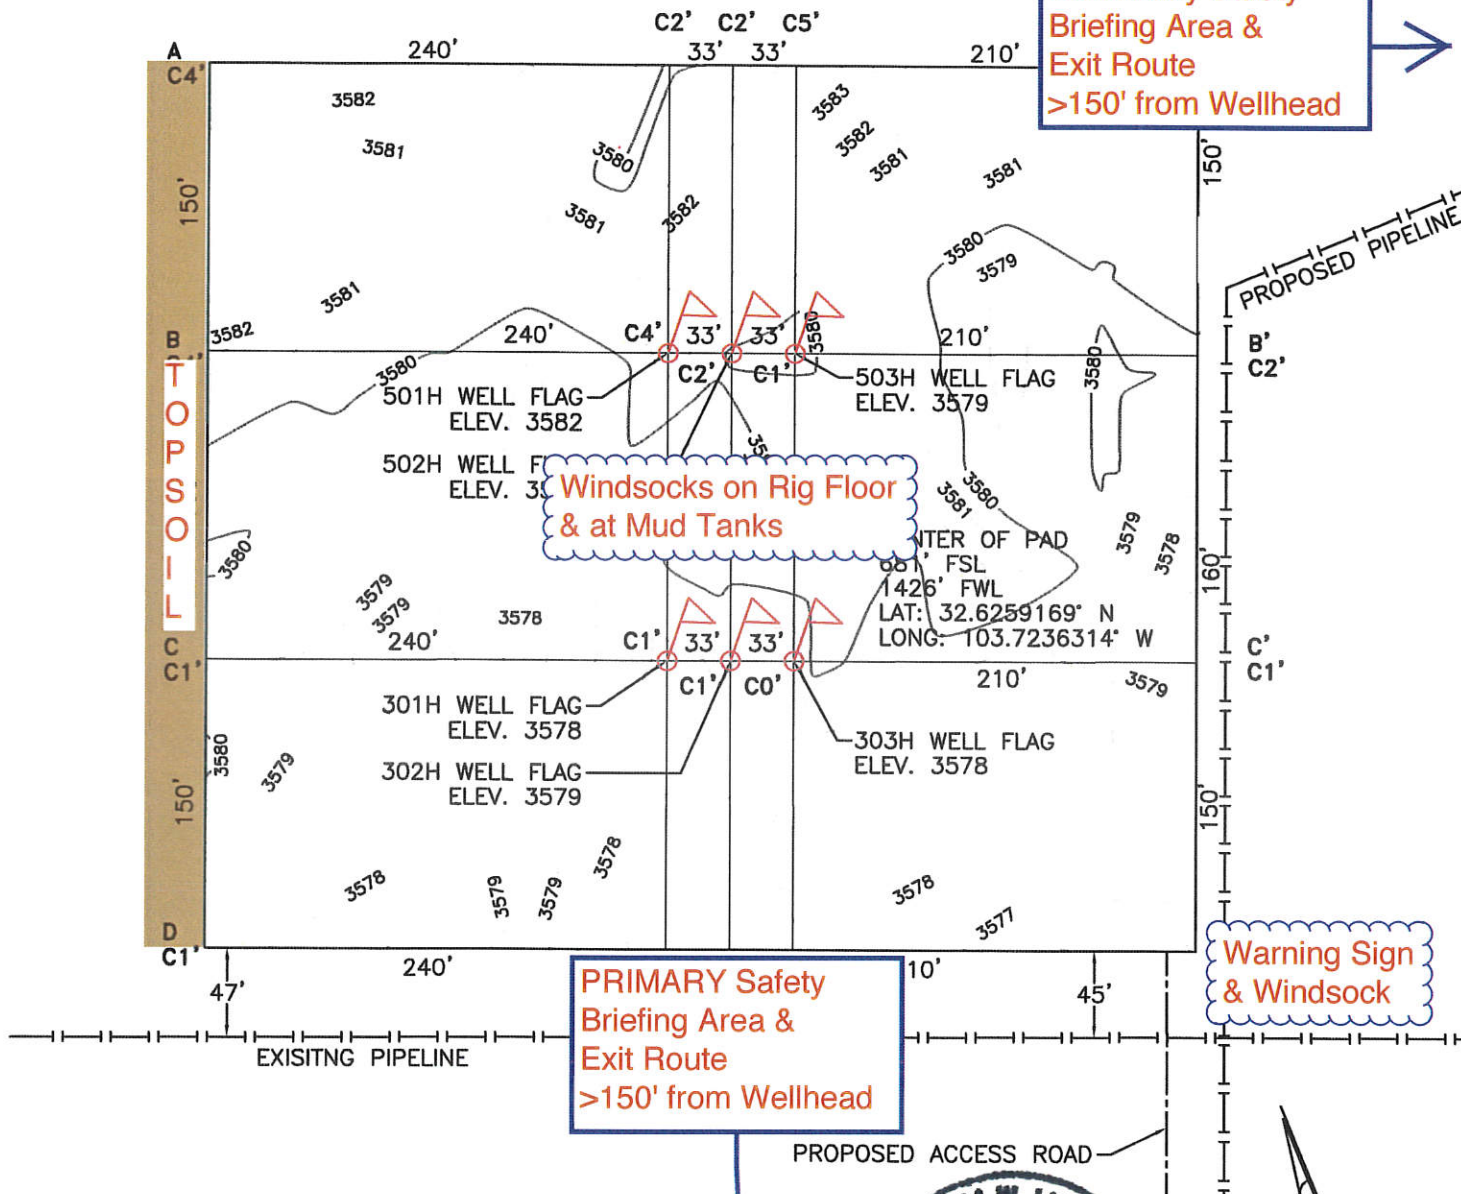 C2' C2' C5'
A 240' 33' 33' 210'
C4'
Briefing Area &
Exit Route
>150' from Wellhead
3582
3581
3580
3581
3582
3583
3582
3581
3581
150'
150'
3580
3579
PROPOSED PIPELINE
3581
3582
B 240' C4' 33' 33' 3580 210' B'
C2' C1' C2'
3580
3580
501H WELL FLAG
ELEV. 3582
503H WELL FLAG
ELEV. 3579
502H WELL
ELEV.
TOPSOIL
Windsocks on Rig Floor
& at Mud Tanks
3580
3581
3579
3578
3580
160'
OF PAD
FSL
1426' FWL
LAT: 32.6259169° N
LONG: 103.7236314° W
3579
3579
3578
C 240' C1' 33' 33' C'
C1' C1' C0' 210' C1'
3579
301H WELL FLAG
ELEV. 3578
302H WELL FLAG
ELEV. 3579
303H WELL FLAG
ELEV. 3578
3580
3579
150'
150'
3578
3578
3579
3579
3578
3577
D
C1'
240' 10'
47'
45'
PRIMARY Safety
Briefing Area &
Exit Route
>150' from Wellhead
Warning Sign
& Windsock
EXISITNG PIPELINE
PROPOSED ACCESS ROAD